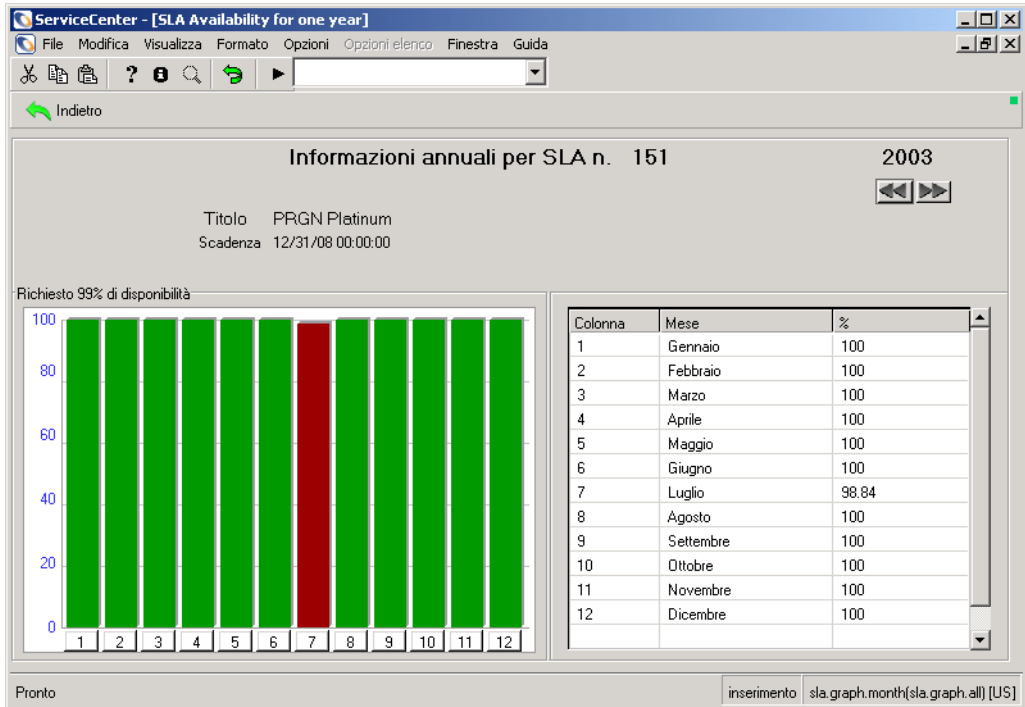 ServiceCenter - [SLA Availability for one year]
File Modifica Visualizza Formato Opzioni Opzioni elenco Finestra Guida
Indietro
Informazioni annuali per SLA n. 151 2003
Titolo PRGN Platinum
Scadenza 12/31/08 00:00:00
Richiesto 99% di disponibilità
100
80
60
40
20
0
1 2 3 4 5 6 7 8 9 10 11 12
Colonna Mese %
1 Gennaio 100
2 Febbraio 100
3 Marzo 100
4 Aprile 100
5 Maggio 100
6 Giugno 100
7 Luglio 98.84
8 Agosto 100
9 Settembre 100
10 Ottobre 100
11 Novembre 100
12 Dicembre 100
Pronto inserimento sla.graph.month(sla.graph.all) [US]